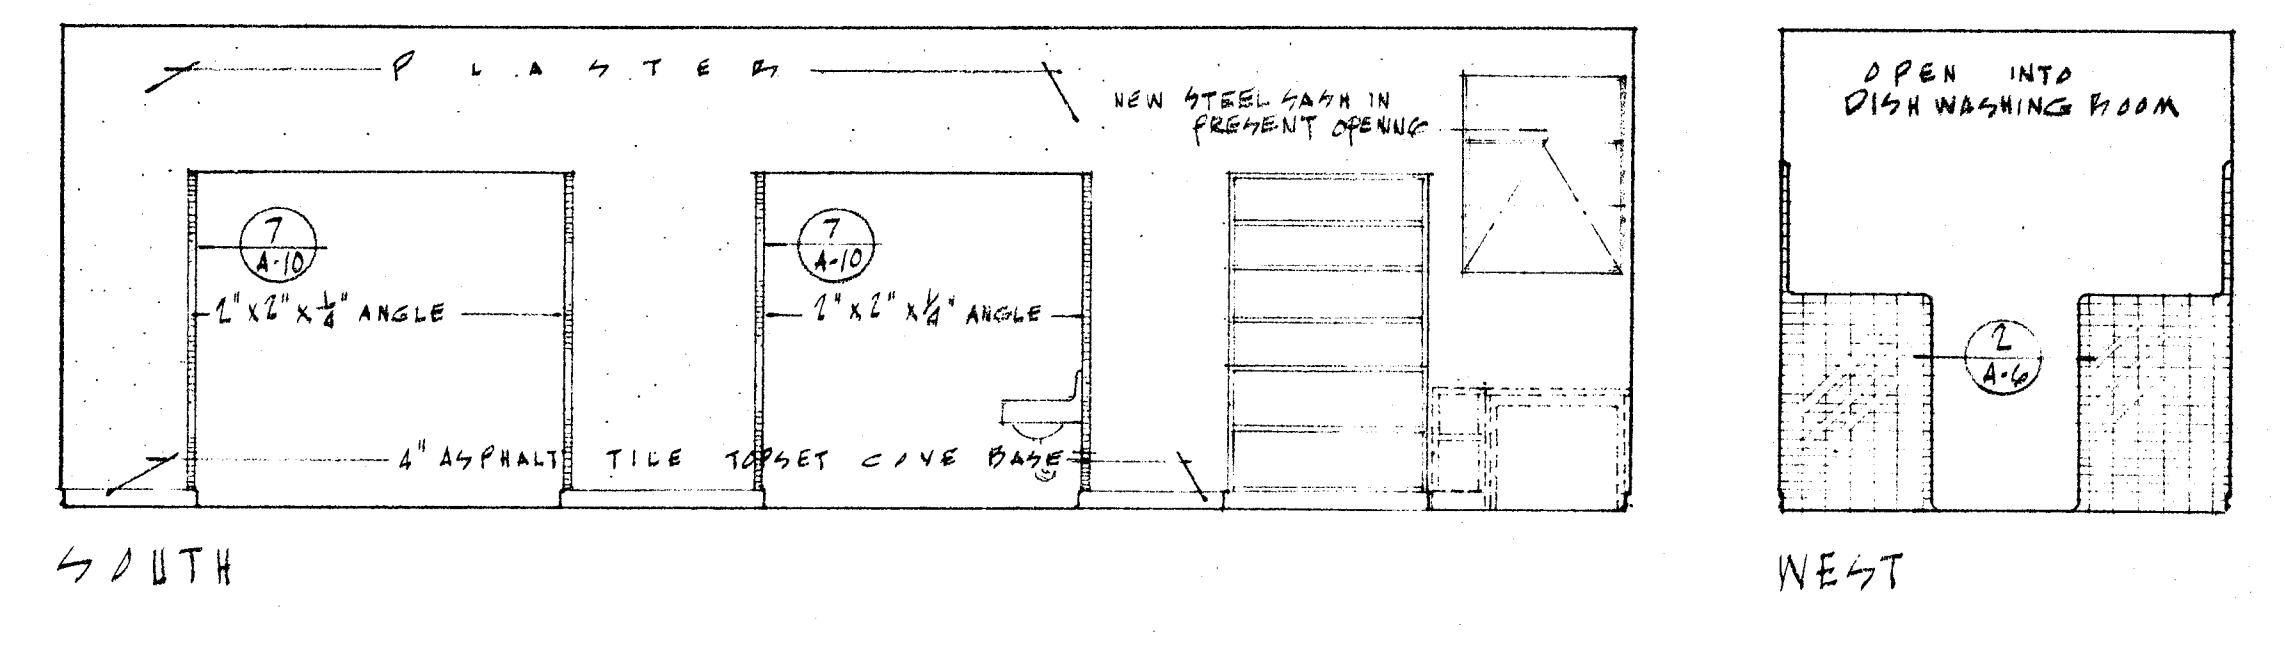 PLASTER
NEW STEEL SASH IN
PRESENT OPENING
7
A-10
2" x 2" x 1/4" ANGLE
7
A-10
2" x 2" x 1/4" ANGLE
4" ASPHALT TILE TOPSET COVE BASE
SOUTH
OPEN INTO
DISH WASHING ROOM
2
A-6
WEST